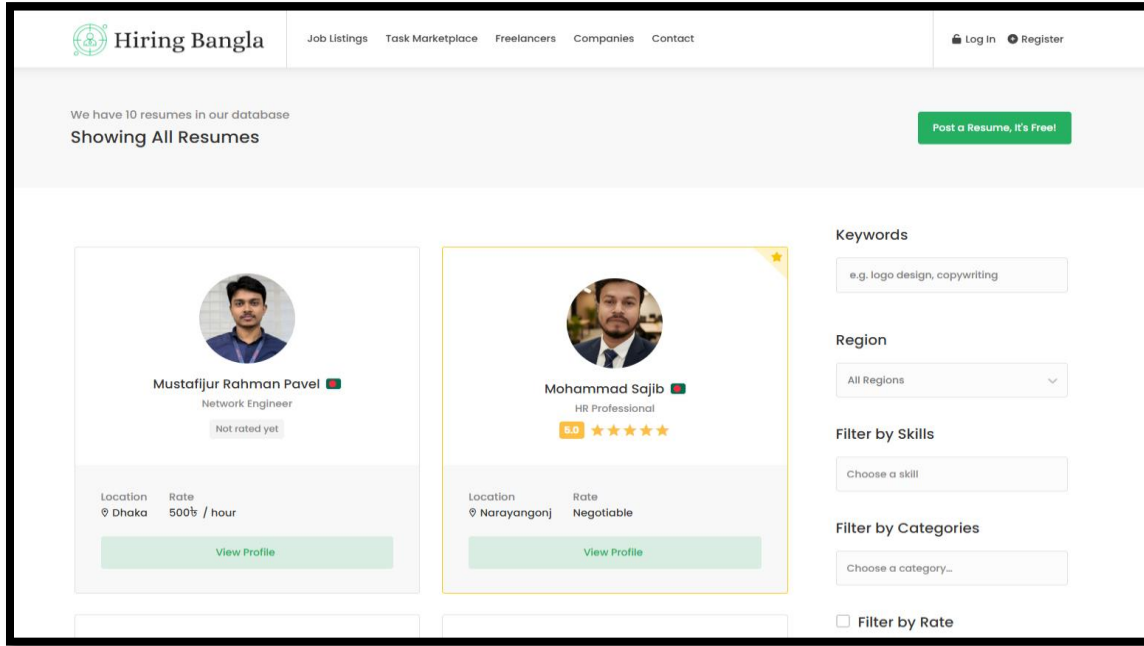 Hiring Bangla
Job Listings Task Marketplace Freelancers Companies Contact
Log In Register
We have 10 resumes in our database
Showing All Resumes
Post a Resume, It's Free!
Mustafijur Rahman Pavel
Network Engineer
Not rated yet
Location Rate
Dhaka 500৳ / hour
View Profile
Mohammad Sajib
HR Professional
5.0
Location Rate
Narayangonj Negotiable
View Profile
Keywords
e.g. logo design, copywriting
Region
All Regions
Filter by Skills
Choose a skill
Filter by Categories
Choose a category...
Filter by Rate